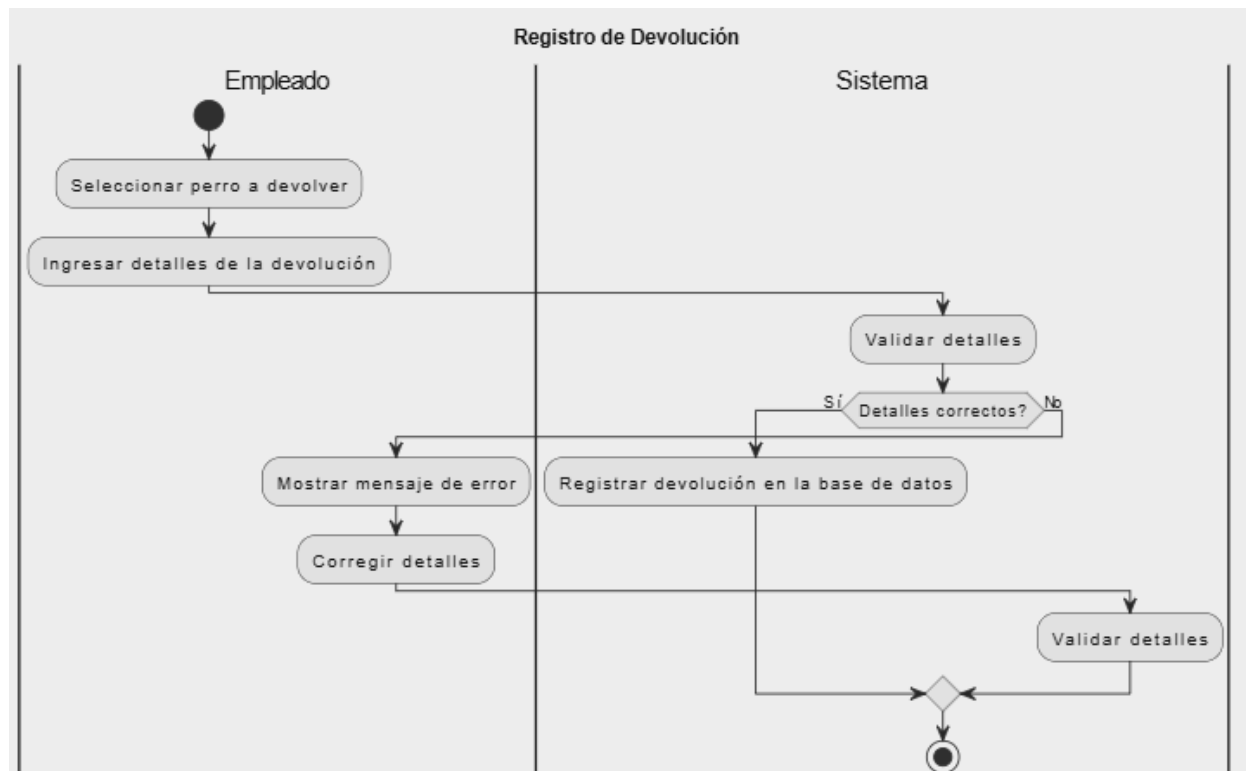 Registro de Devolución
Empleado
Sistema
Seleccionar perro a devolver
Ingresar detalles de la devolución
Validar detalles
Sí
Detalles correctos?
No
Mostrar mensaje de error
Registrar devolución en la base de datos
Corregir detalles
Validar detalles